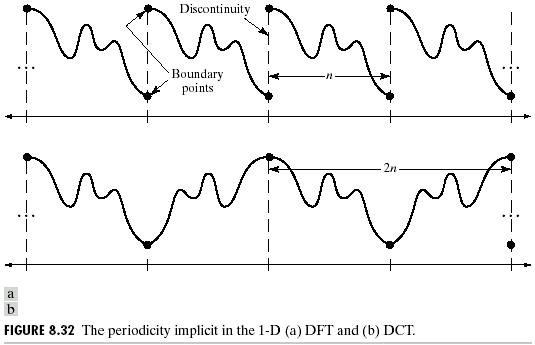 Discontinuity
...
...
n
Boundary
points
2n
...
...
a
b
FIGURE 8.32 The periodicity implicit in the 1-D (a) DFT and (b) DCT.